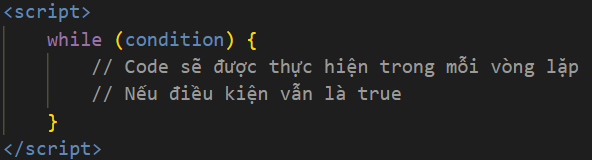 <script>
while (condition) {
// Code sẽ được thực hiện trong mỗi vòng lặp
// Nếu điều kiện vẫn là true
}
</script>